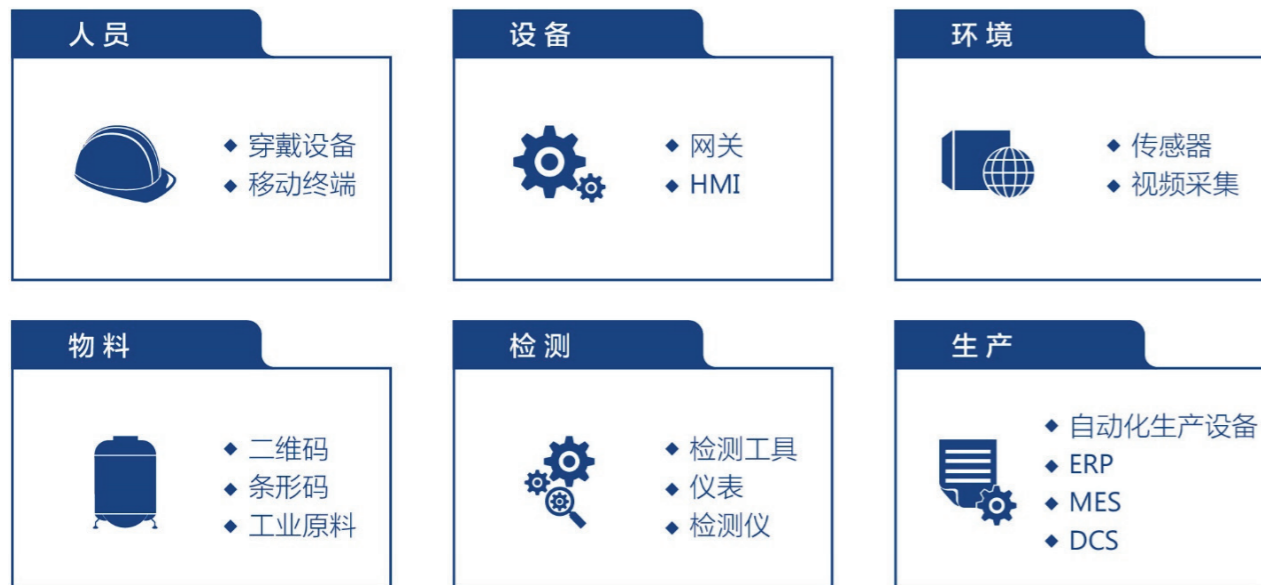 人员
穿戴设备
移动终端
设备
网关
HMI
环境
传感器
视频采集
物料
二维码
条形码
工业原料
检测
检测工具
仪表
检测仪
生产
自动化生产设备
ERP
MES
DCS